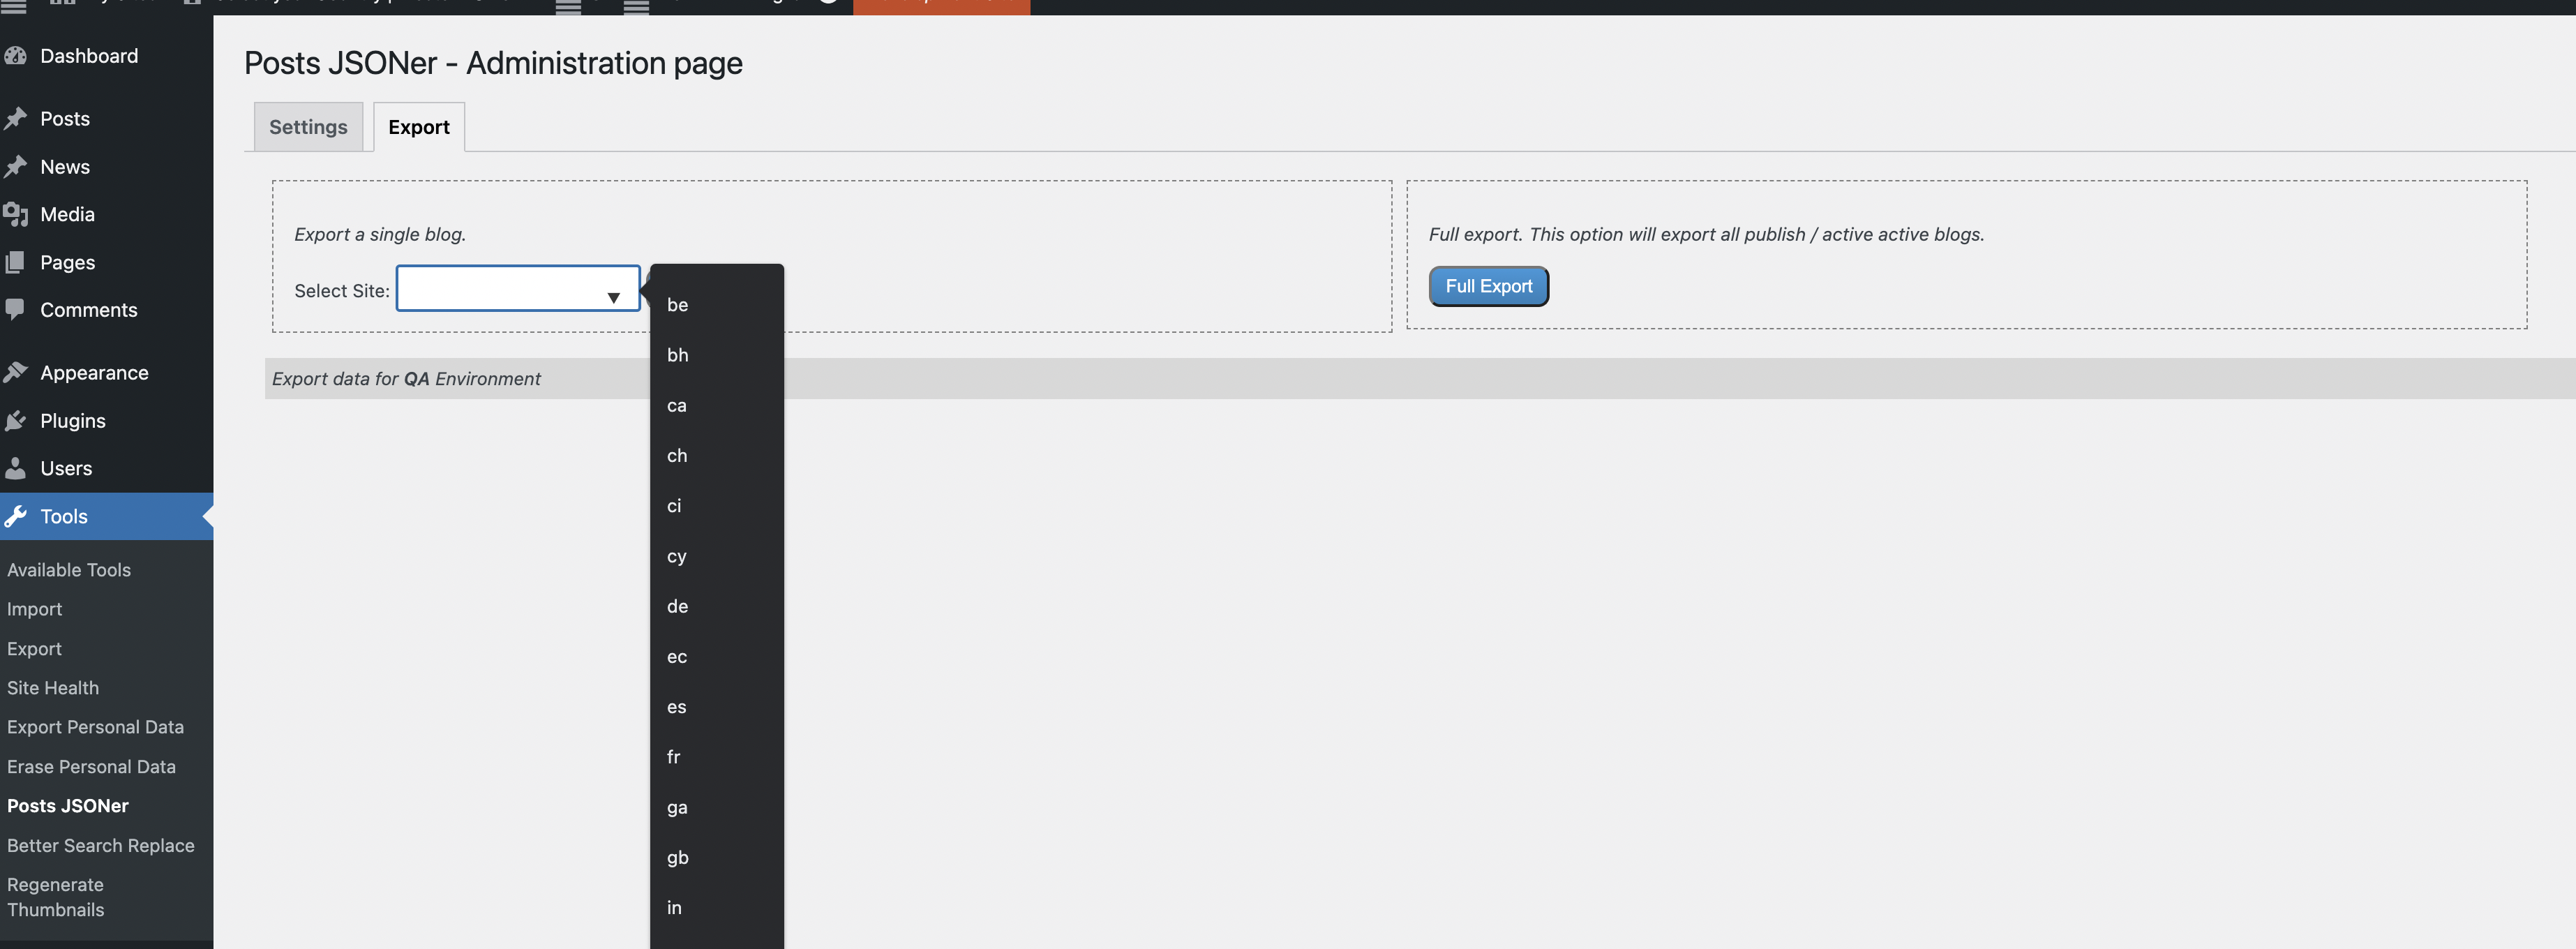 Dashboard
Posts
News
Media
Pages
Comments
Appearance
Plugins
Users
Tools
Available Tools
Import
Export
Site Health
Export Personal Data
Erase Personal Data
Posts JSONer
Better Search Replace
Regenerate
Thumbnails
Posts JSONer - Administration page
Settings
Export
Export a single blog.
Select Site:
be
bh
ca
ch
ci
cy
de
ec
es
fr
ga
gb
in
Full export. This option will export all publish / active active blogs.
Full Export
Export data for QA Environment